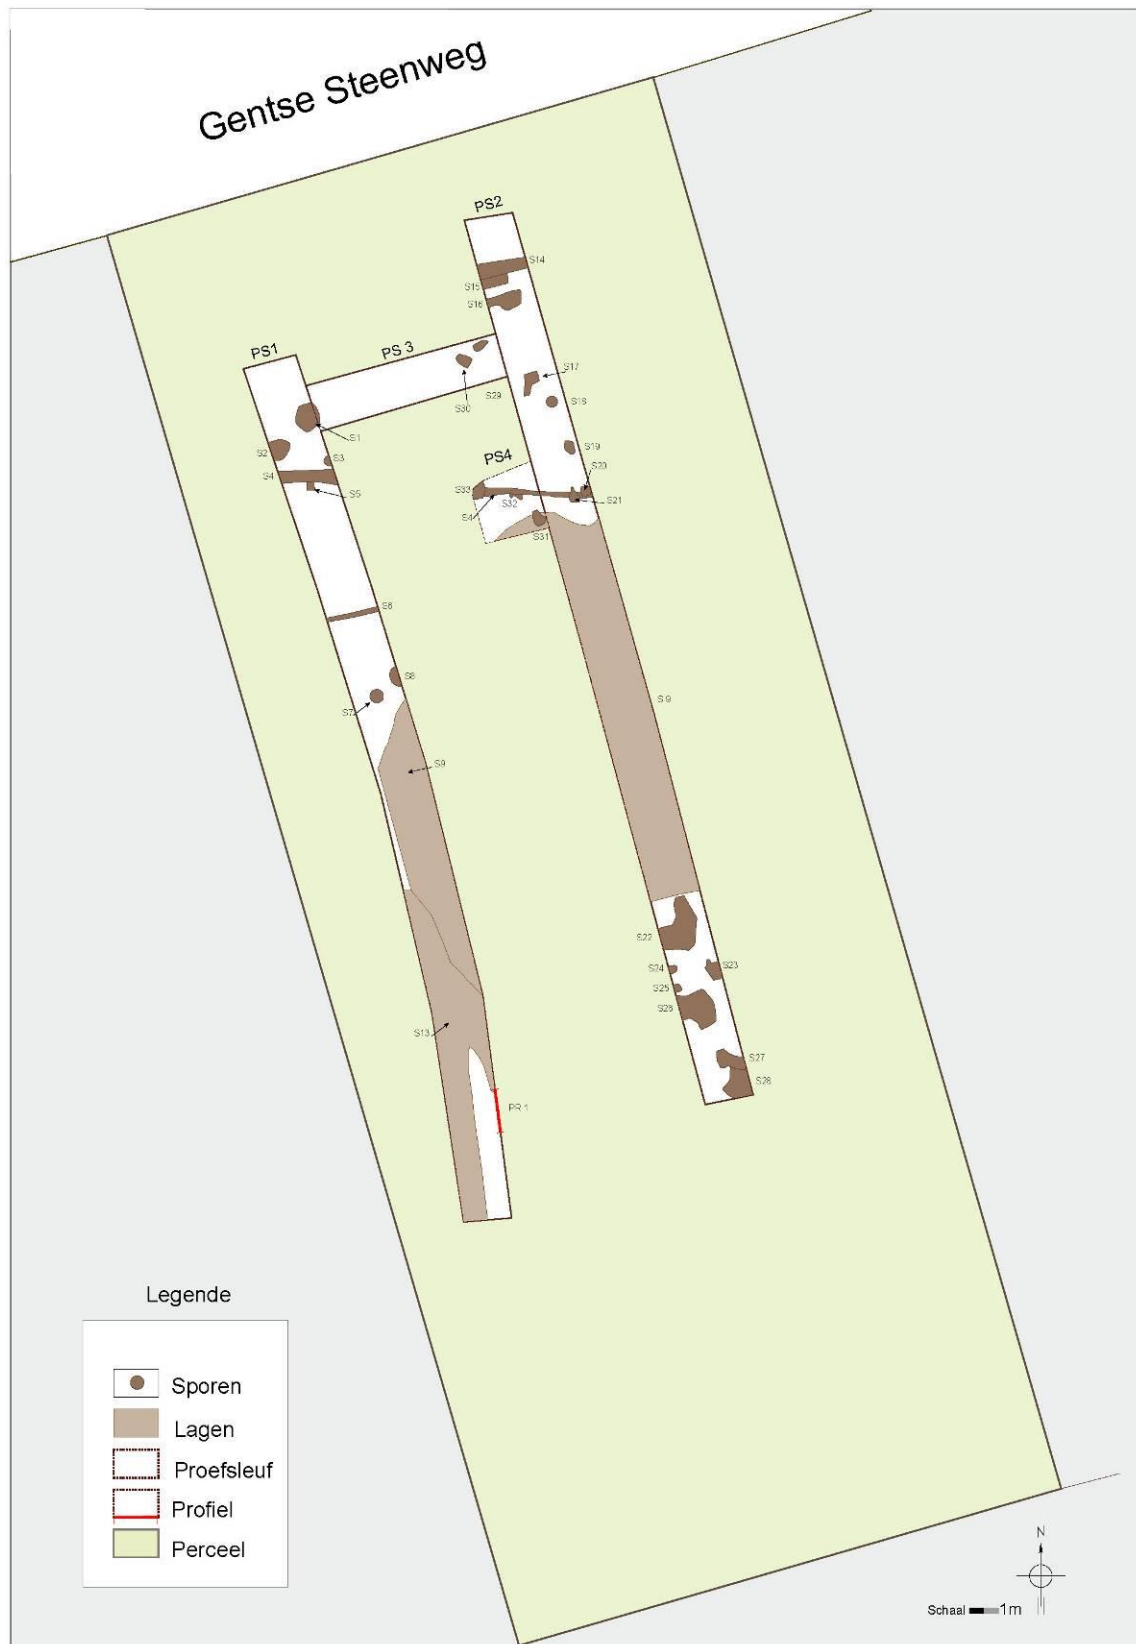 Gentse Steenweg
PS2
S14
S15
S16
PS1
PS 3
S17
S18
S29
S30
S1
S2
S3
S4
S5
S19
PS4
S20
S33
S21
S32
S4
S31
S6
S8
S7
S9
S9
S22
S23
S24
S25
S13
S27
PR 1
Legende
Sporen
Lagen
Proefsleuf
Profiel
Perceel
N
Schaal 1m